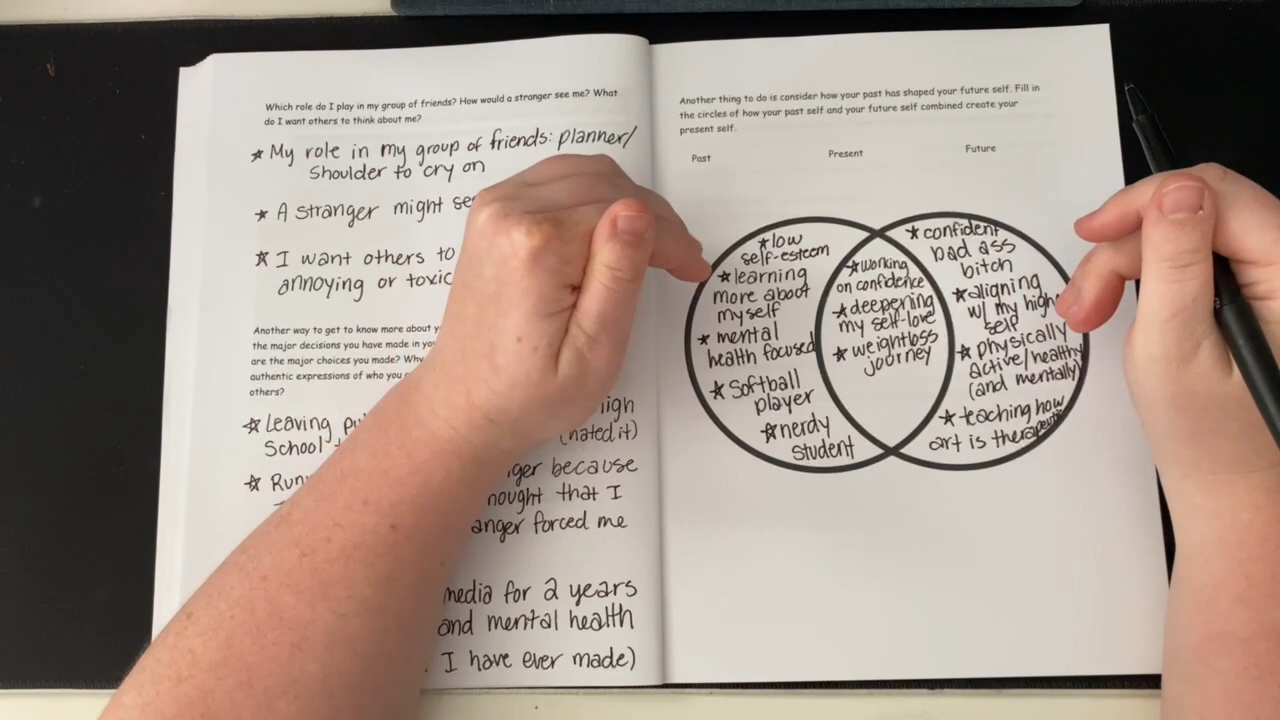 Which role do I play in my group of friends? How would a stranger see me? What
do I want others to think about me?
★ My role in my group of friends: planner/
Shoulder to cry on
★ A stranger might
★ I want others to
annoying or toxic
Another way to get to know more about
the major decisions you have made in
are the major choices you made? Why
authentic expressions of who you
others?
★ Leaving
high
School
(hated it)
because
thought that I
anger forced me
media for 2 years
and mental health
I have ever made)
Another thing to do is consider how your past has shaped your future self. Fill in
the circles of how your past self and your future self combined create your
present self.
Past
Present
Future
★low
self-esteem
★learning
more about
myself
★ mental
health focused
★ Softball
player
★nerdy
student
★working
on confidence
★deepening
my self-love
★ weightloss
journey
★ confident
bad ass
bitch
★aligning
w/ my higher
self
★ physically
active/healthy
(and mentally)
★teaching how
art is therapeutic